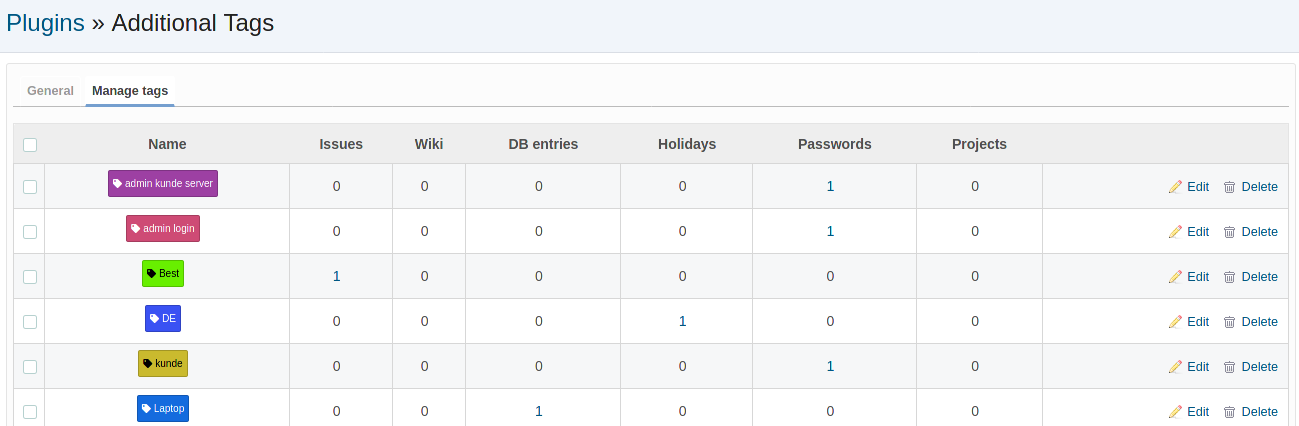 Plugins » Additional Tags
General Manage tags
Name Issues Wiki DB entries Holidays Passwords Projects
admin kunde server 0 0 0 0 1 0 Edit Delete
admin login 0 0 0 0 1 0 Edit Delete
Best 1 0 0 0 0 0 Edit Delete
DE 0 0 0 1 0 0 Edit Delete
kunde 0 0 0 0 1 0 Edit Delete
Laptop 0 0 1 0 0 0 Edit Delete